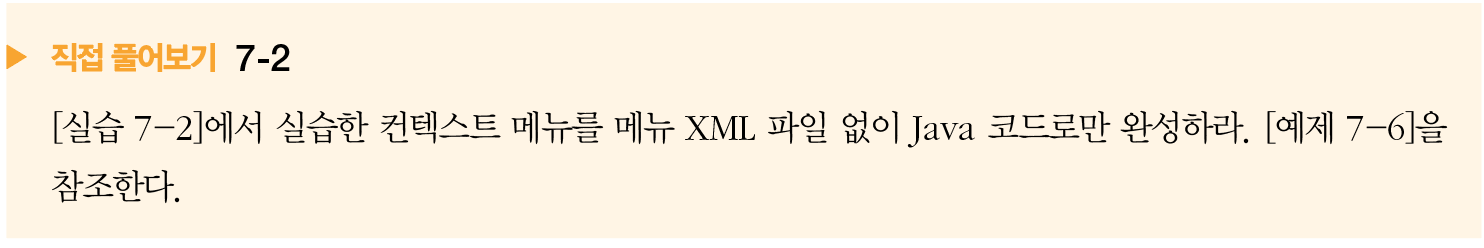 ▶ 직접 풀어보기 7-2
[실습 7-2]에서 실습한 컨텍스트 메뉴를 메뉴 XML 파일 없이 Java 코드로만 완성하라. [예제 7-6]을
참조한다.